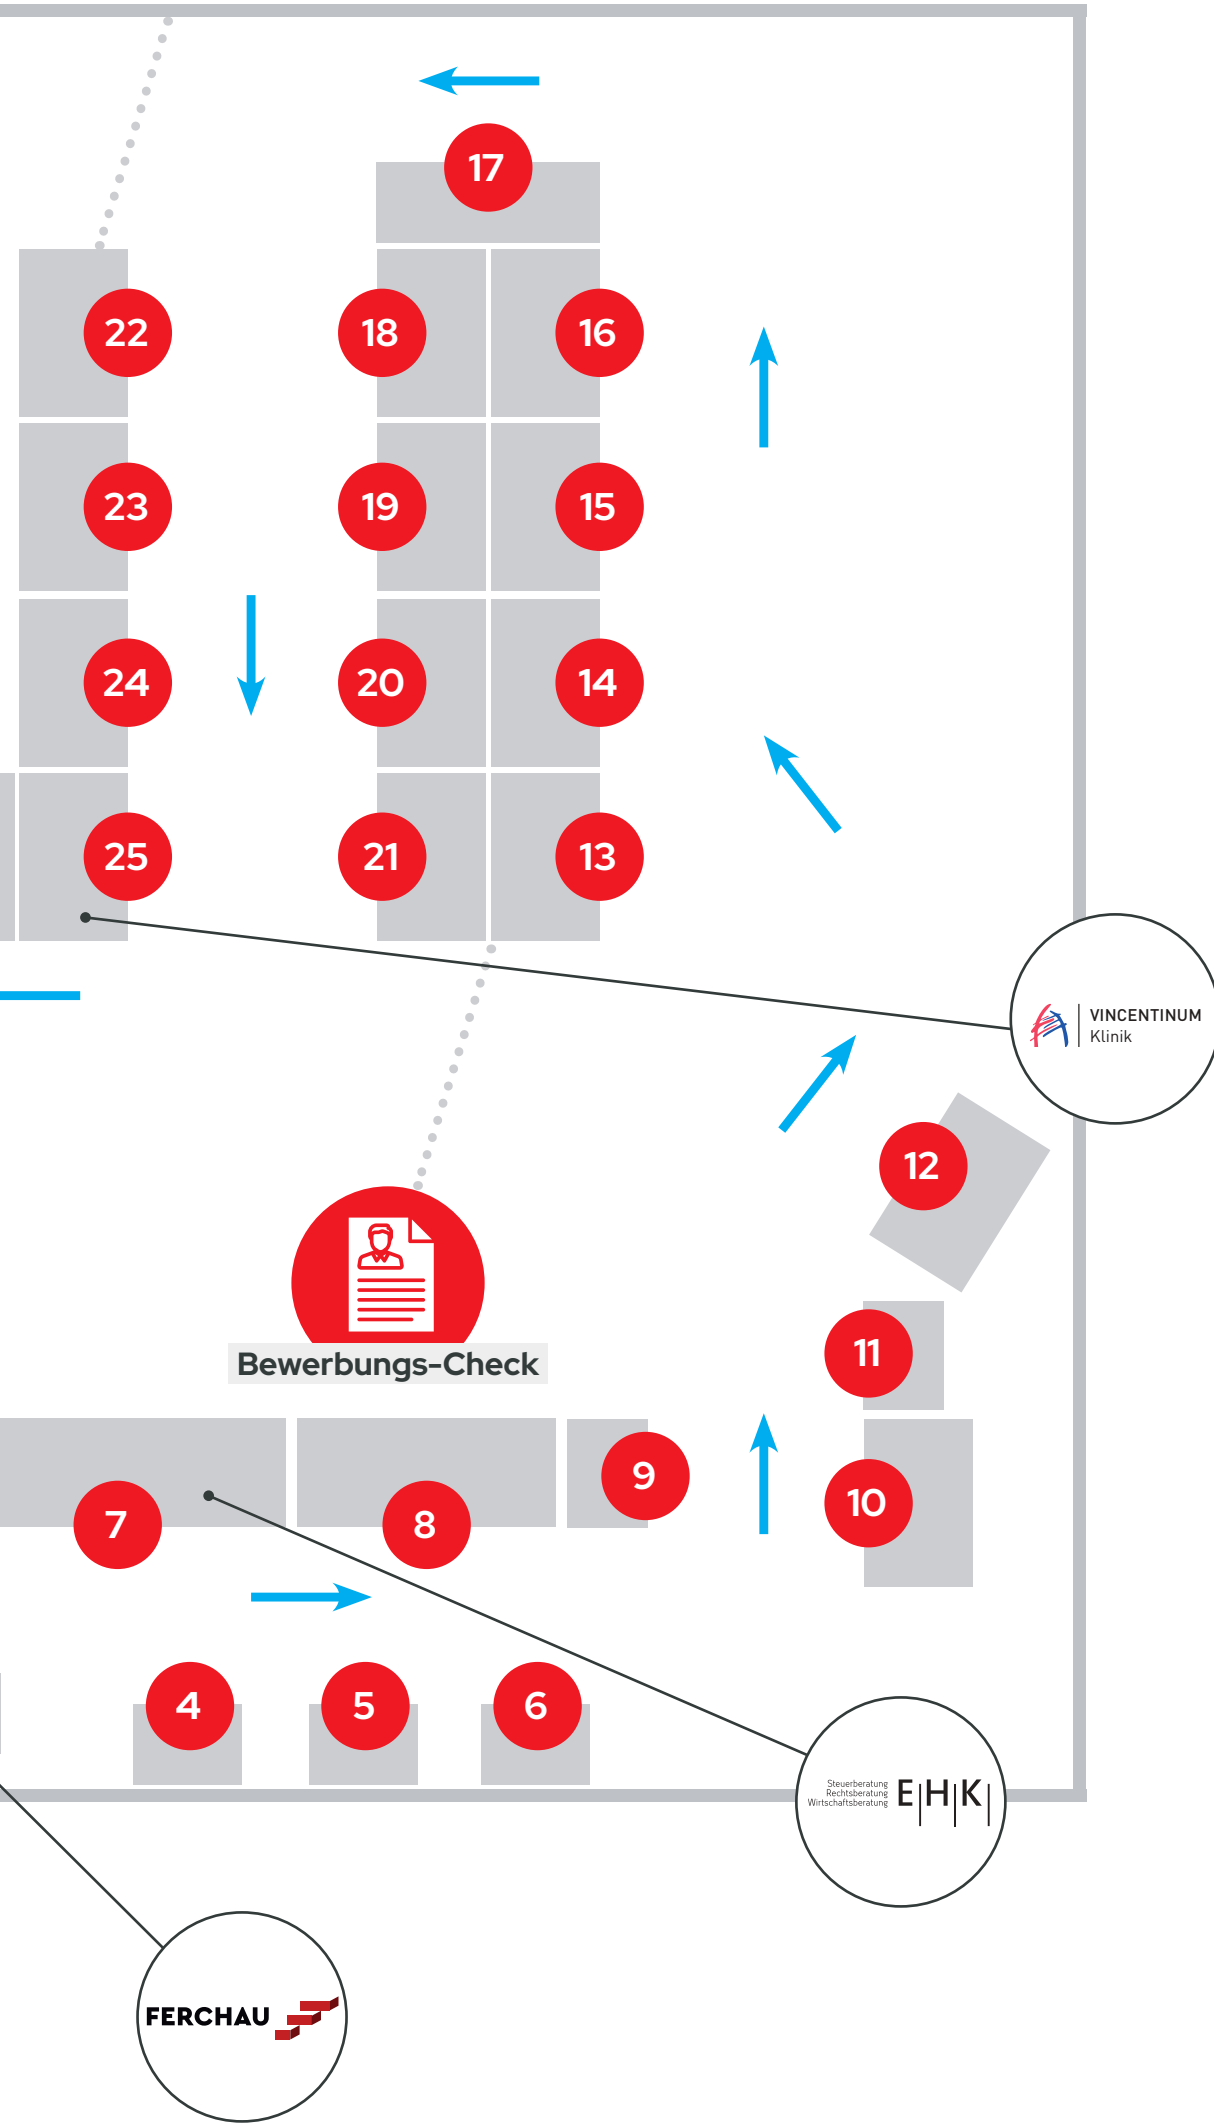 17
22
18
16
23
19
15
24
20
14
25
21
13
VINCENTINUM
Klinik
12
Bewerbungs-Check
11
9
10
7
8
4
5
6
Steuerberatung
Rechtsberatung
Wirtschaftsberatung
E|H|K|
FERCHAU